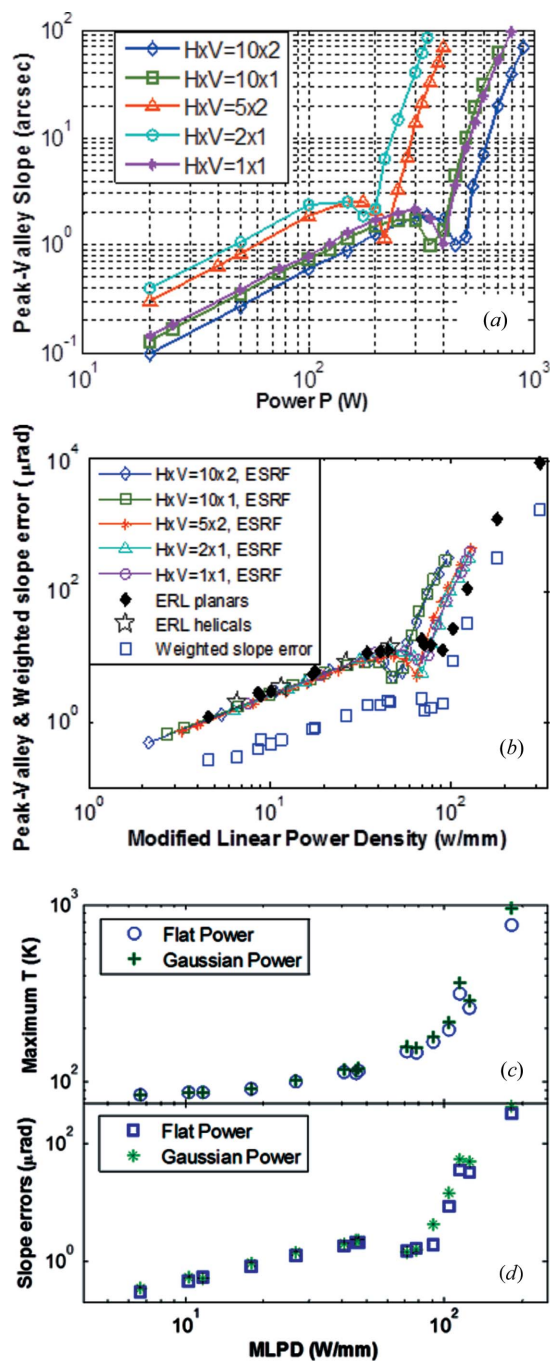 10²
10¹
10⁰
10⁻¹
Peak-Valley Slope (arcsec)
HxV=10x2
HxV=10x1
HxV=5x2
HxV=2x1
HxV=1x1
(a)
10¹
10²
10³
Power P (W)
10⁴
10²
10⁰
Peak-Valley & Weighted slope error (μrad)
HxV=10x2, ESRF
HxV=10x1, ESRF
HxV=5x2, ESRF
HxV=2x1, ESRF
HxV=1x1, ESRF
ERL planars
ERL helicals
Weighted slope error
(b)
10⁰
10¹
10²
Modified Linear Power Density (w/mm)
10³
10²
Maximum T (K)
Flat Power
Gaussian Power
(c)
10²
10⁰
Slope errors (μrad)
Flat Power
Gaussian Power
(d)
10¹
10²
MLPD (W/mm)